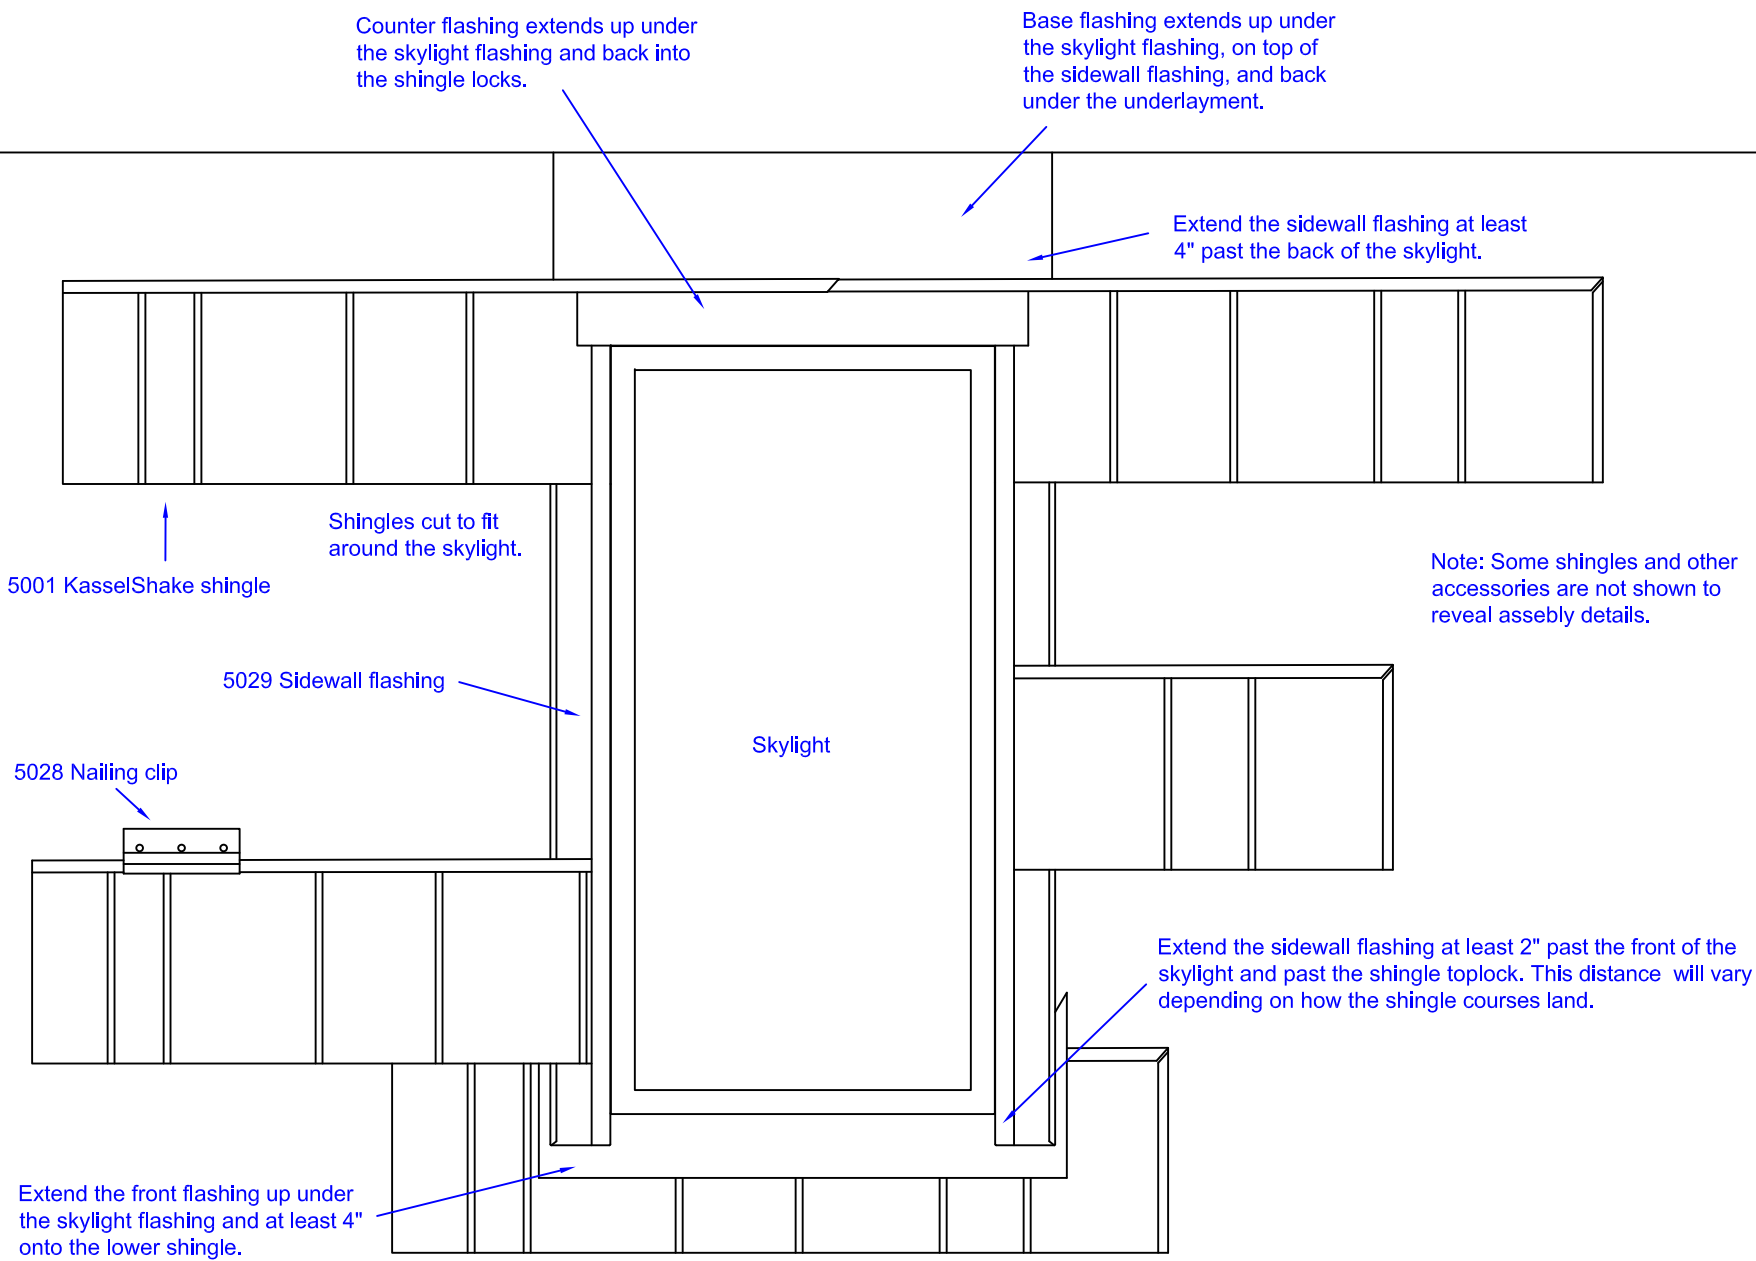 Counter flashing extends up under
the skylight flashing and back into
the shingle locks.
Base flashing extends up under
the skylight flashing, on top of
the sidewall flashing, and back
under the underlayment.
Extend the sidewall flashing at least
4" past the back of the skylight.
Shingles cut to fit
around the skylight.
5001 KasselShake shingle
Note: Some shingles and other
accessories are not shown to
reveal assebly details.
5029 Sidewall flashing
Skylight
5028 Nailing clip
Extend the sidewall flashing at least 2" past the front of the
skylight and past the shingle toplock. This distance will vary
depending on how the shingle courses land.
Extend the front flashing up under
the skylight flashing and at least 4"
onto the lower shingle.